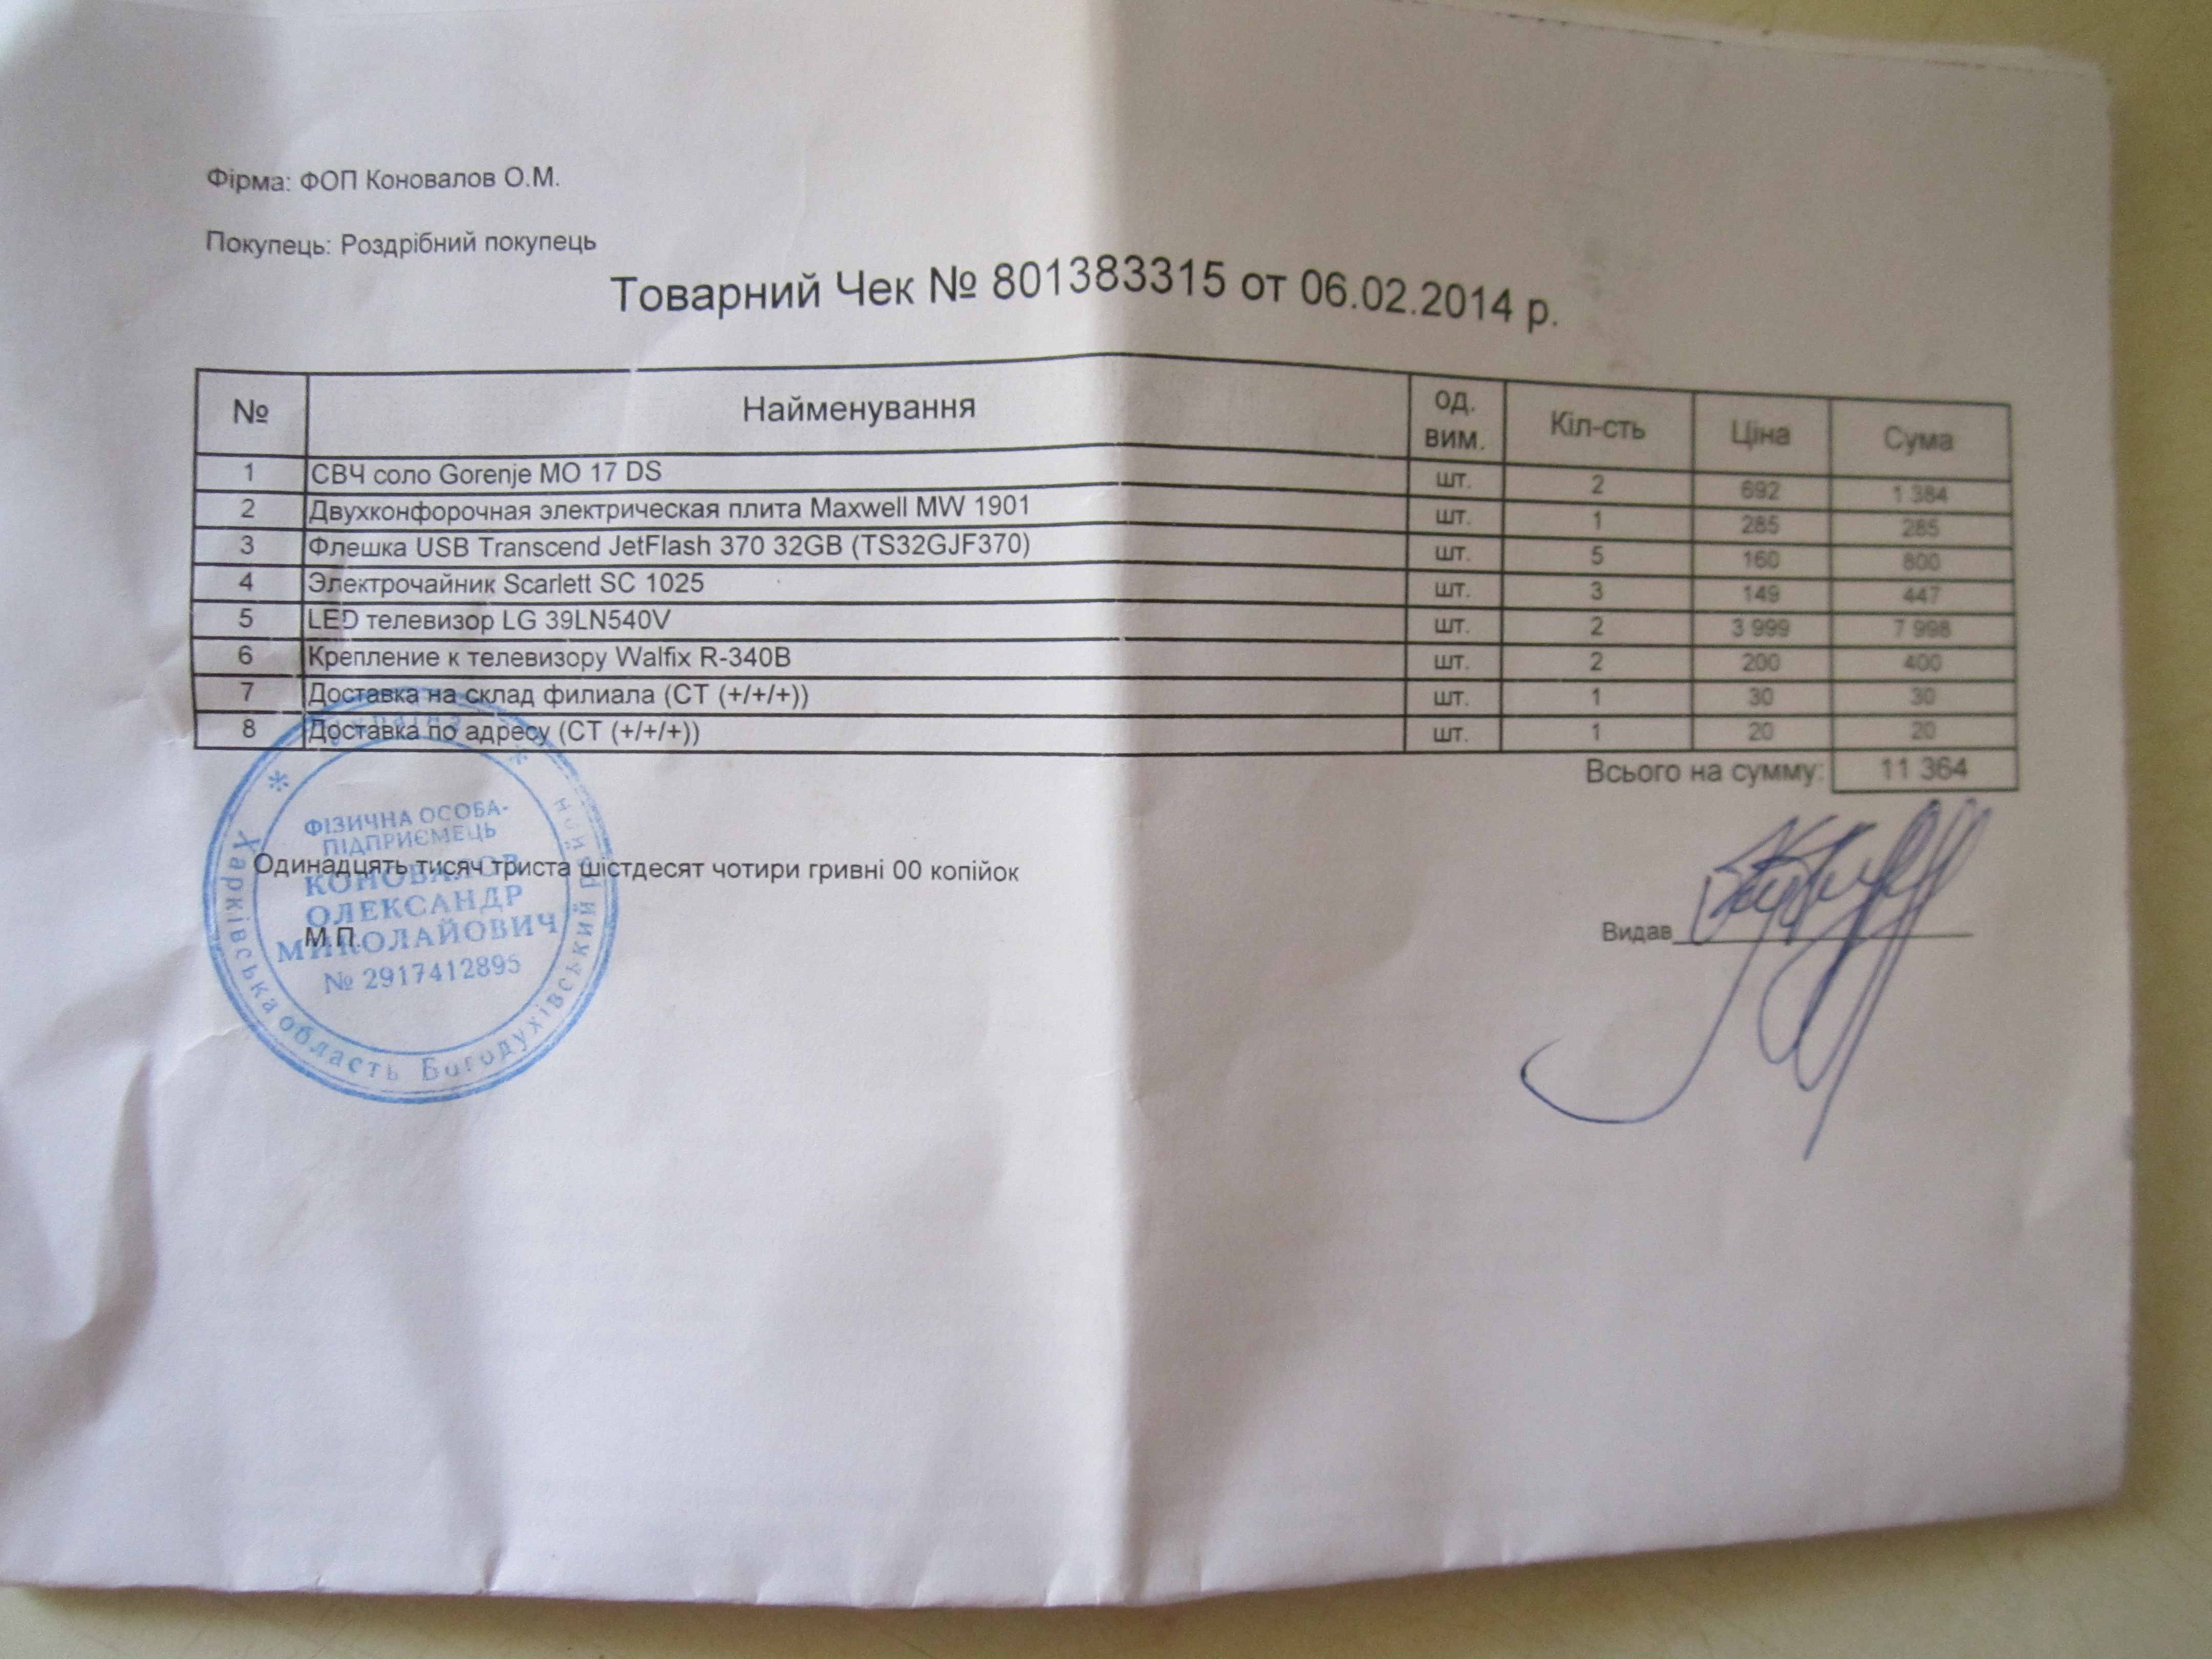 Фірма: ФОП Коновалов О.М.
Покупець: Роздрібний покупець
Товарний Чек № 801383315 от 06.02.2014 р.
№ Найменування од. вим. Кіл-сть Ціна Сума
1 СВЧ соло Gorenje MO 17 DS шт. 2 692 1 384
2 Двухконфорочная электрическая плита Maxwell MW 1901 шт. 1 285 285
3 Флешка USB Transcend JetFlash 370 32GB (TS32GJF370) шт. 5 160 800
4 Электрочайник Scarlett SC 1025 шт. 3 149 447
5 LED телевизор LG 39LN540V шт. 2 3 999 7 998
6 Крепление к телевизору Walfix R-340B шт. 2 200 400
7 Доставка на склад филиала (СТ (+/+/+)) шт. 1 30 30
8 Доставка по адресу (СТ (+/+/+)) шт. 1 20 20
Всього на сумму: 11 364
Одинадцять тисяч триста шістдесят чотири гривні 00 копійок
М.П.
Видав
Україна * Харківська область Богодухівський район *
ФІЗИЧНА ОСОБА-
ПІДПРИЄМЕЦЬ
КОНОВАЛОВ
ОЛЕКСАНДР
МИКОЛАЙОВИЧ
№ 2917412895